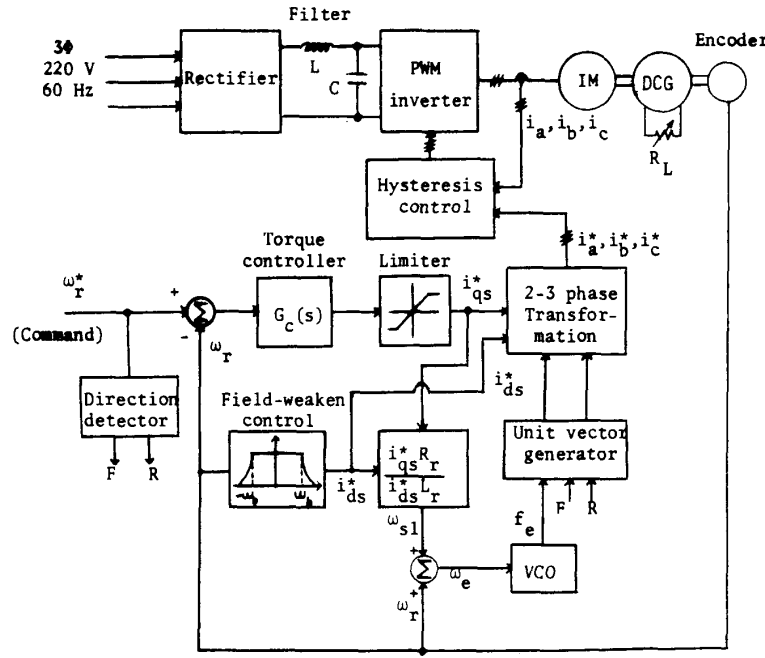 Filter
3Φ
220 V
60 Hz
Rectifier
L
C
PWM
inverter
i_a, i_b, i_c
IM
DCG
R_L
Encoder
Hysteresis
control
i*_a, i*_b, i*_c
Torque
controller
Limiter
ω*_r
(Command)
+
-
Σ
ω_r
G_c(s)
i*_qs
2-3 phase
Transfor-
mation
i*_ds
Direction
detector
F
R
Field-weaken
control
-ω_b
ω_b
i*_ds
i*_qs R_r
i*_ds L_r
Unit vector
generator
F
R
ω_sl
f_e
+
Σ
ω_e
VCO
ω_r
+